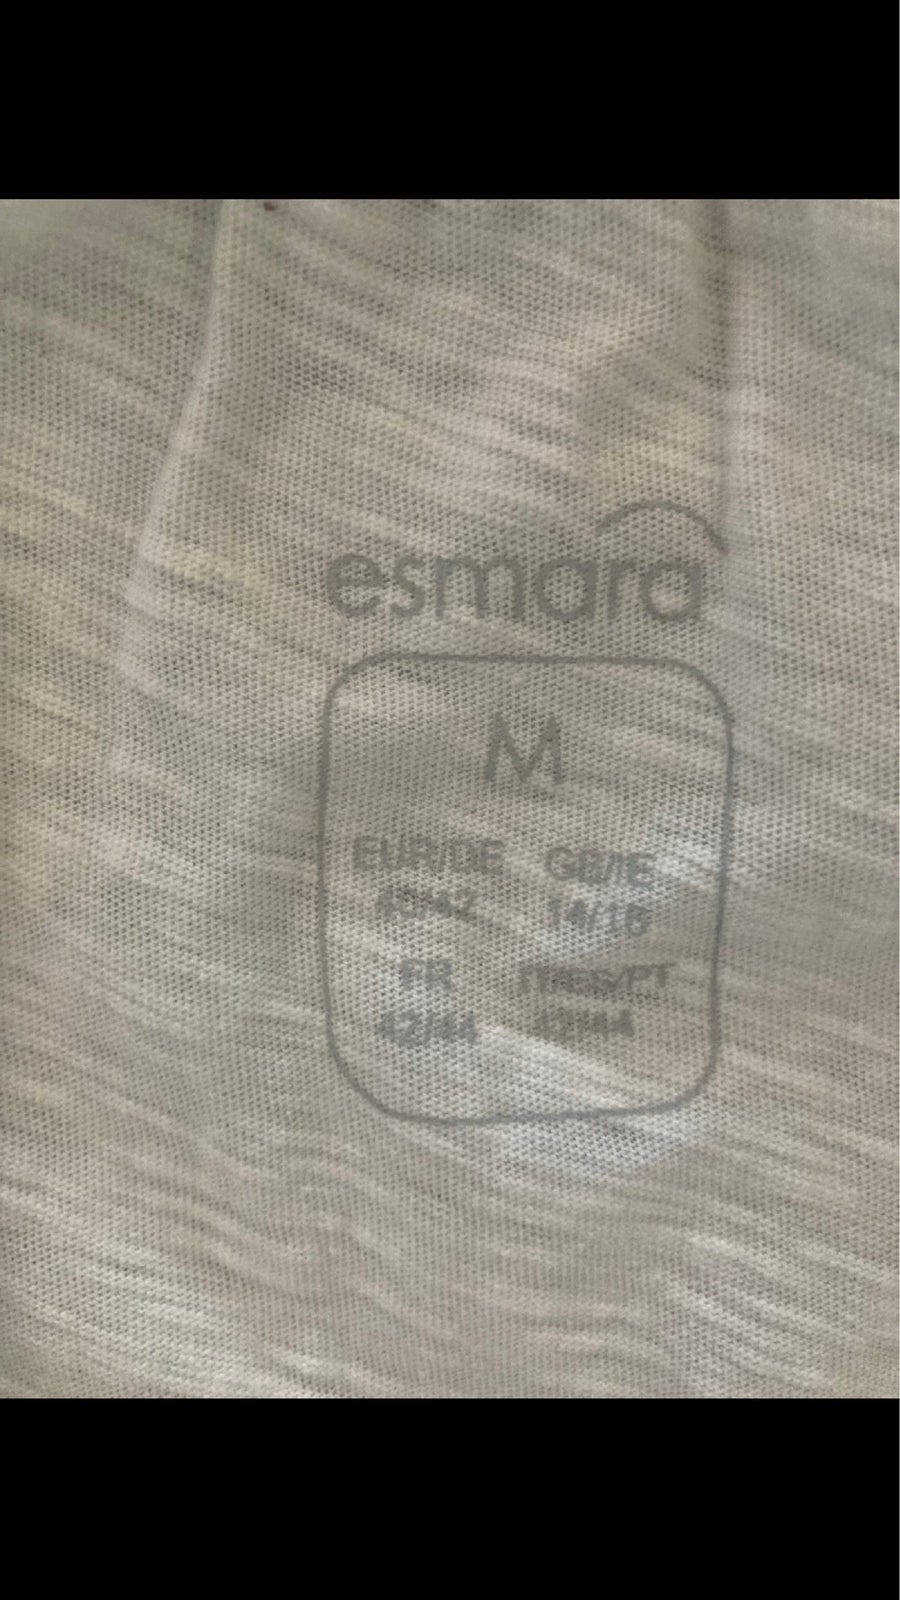 esmara
M
EUR/DE GB/IE
40/42 14/16
FR IT/ES/PT
42/44 42/44